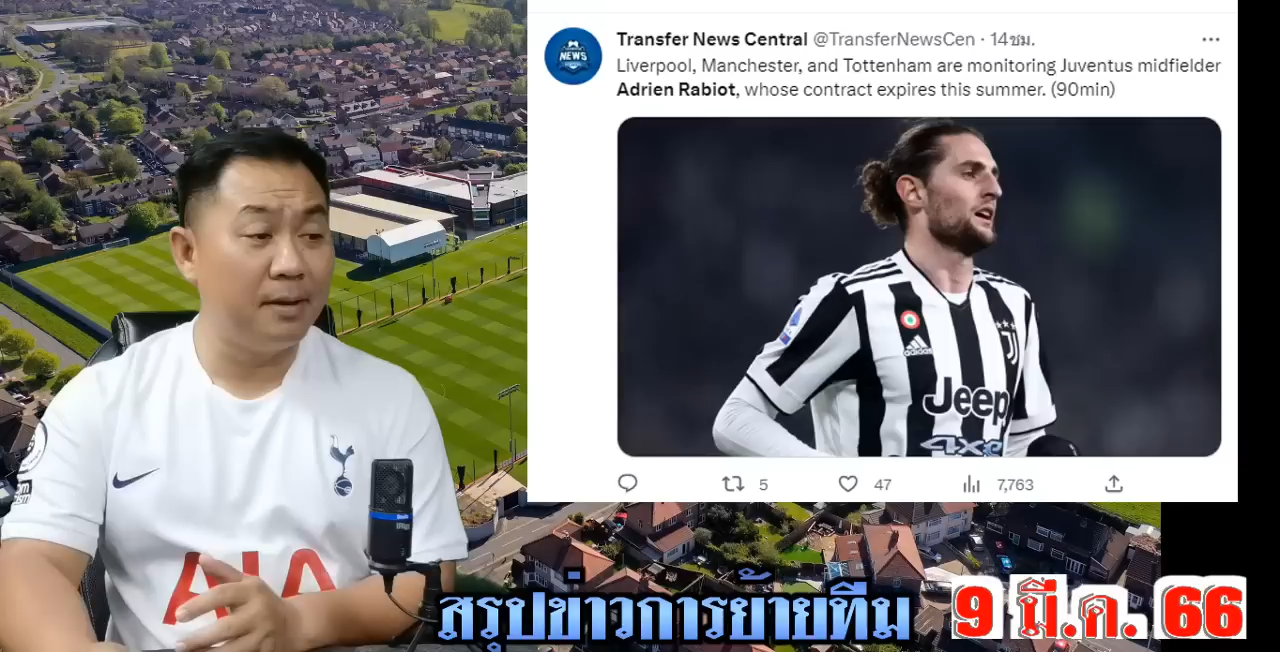 Transfer News Central @TransferNewsCen · 14ชม.
Liverpool, Manchester, and Tottenham are monitoring Juventus midfielder
Adrien Rabiot, whose contract expires this summer. (90min)
NEWS
Jeep
4xe
5 47 7,763
AIA
สรุปข่าวการย้ายทีม 9 มี.ค. 66